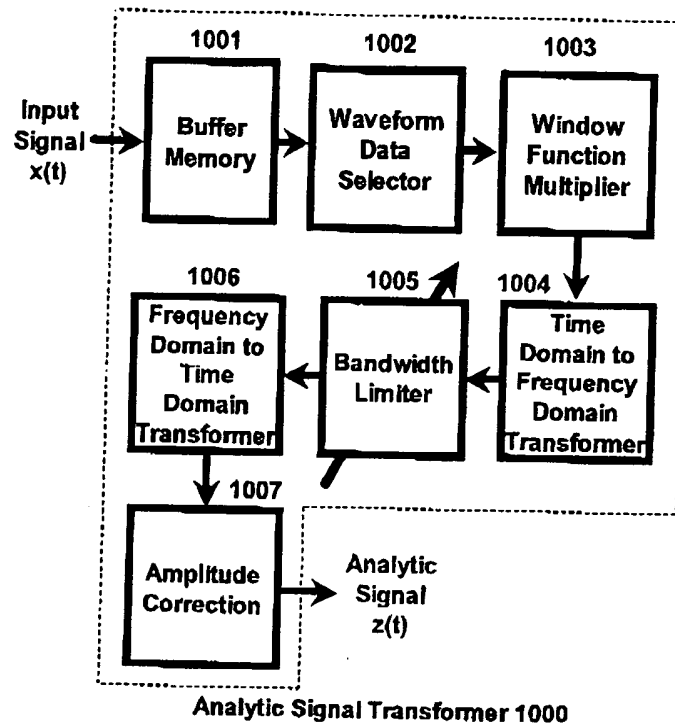 1001
1002
1003
Input
Signal
x(t)
Buffer
Memory
Waveform
Data
Selector
Window
Function
Multiplier
1006
1005
1004
Frequency
Domain to
Time
Domain
Transformer
Bandwidth
Limiter
Time
Domain to
Frequency
Domain
Transformer
1007
Amplitude
Correction
Analytic
Signal
z(t)
Analytic Signal Transformer 1000